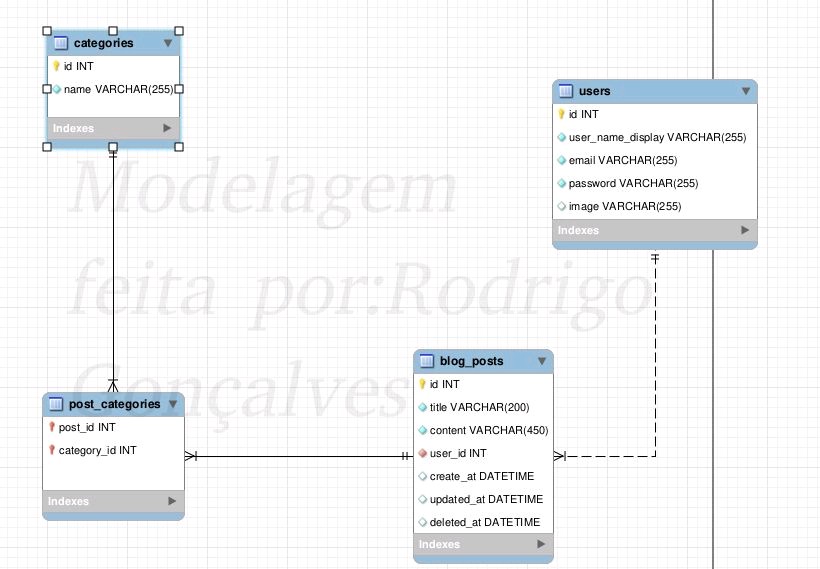 categories
id INT
name VARCHAR(255)
Indexes
users
id INT
user_name_display VARCHAR(255)
email VARCHAR(255)
password VARCHAR(255)
image VARCHAR(255)
Indexes
Modelagem
feita por:Rodrigo
Gonçalves
blog_posts
id INT
title VARCHAR(200)
content VARCHAR(450)
user_id INT
create_at DATETIME
updated_at DATETIME
deleted_at DATETIME
Indexes
post_categories
post_id INT
category_id INT
Indexes